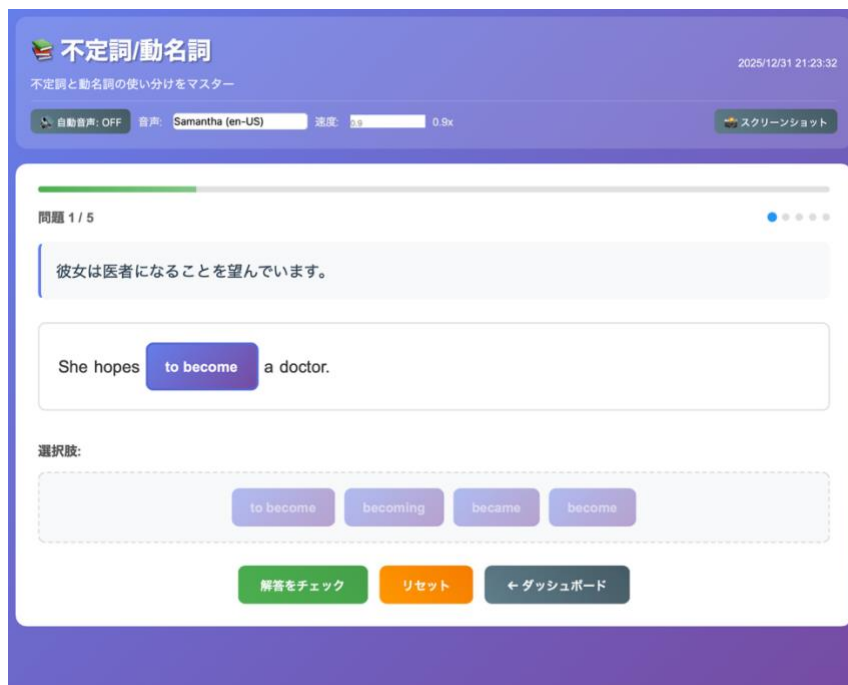 📚 不定詞/動名詞
不定詞と動名詞の使い分けをマスター
2025/12/31 21:23:32
自動音声: OFF 音声: Samantha (en-US) 速度: 0.9 0.9x
スクリーンショット
問題 1 / 5
彼女は医者になることを望んでいます。
She hopes to become a doctor.
選択肢:
to become becoming became become
解答をチェック リセット ← ダッシュボード